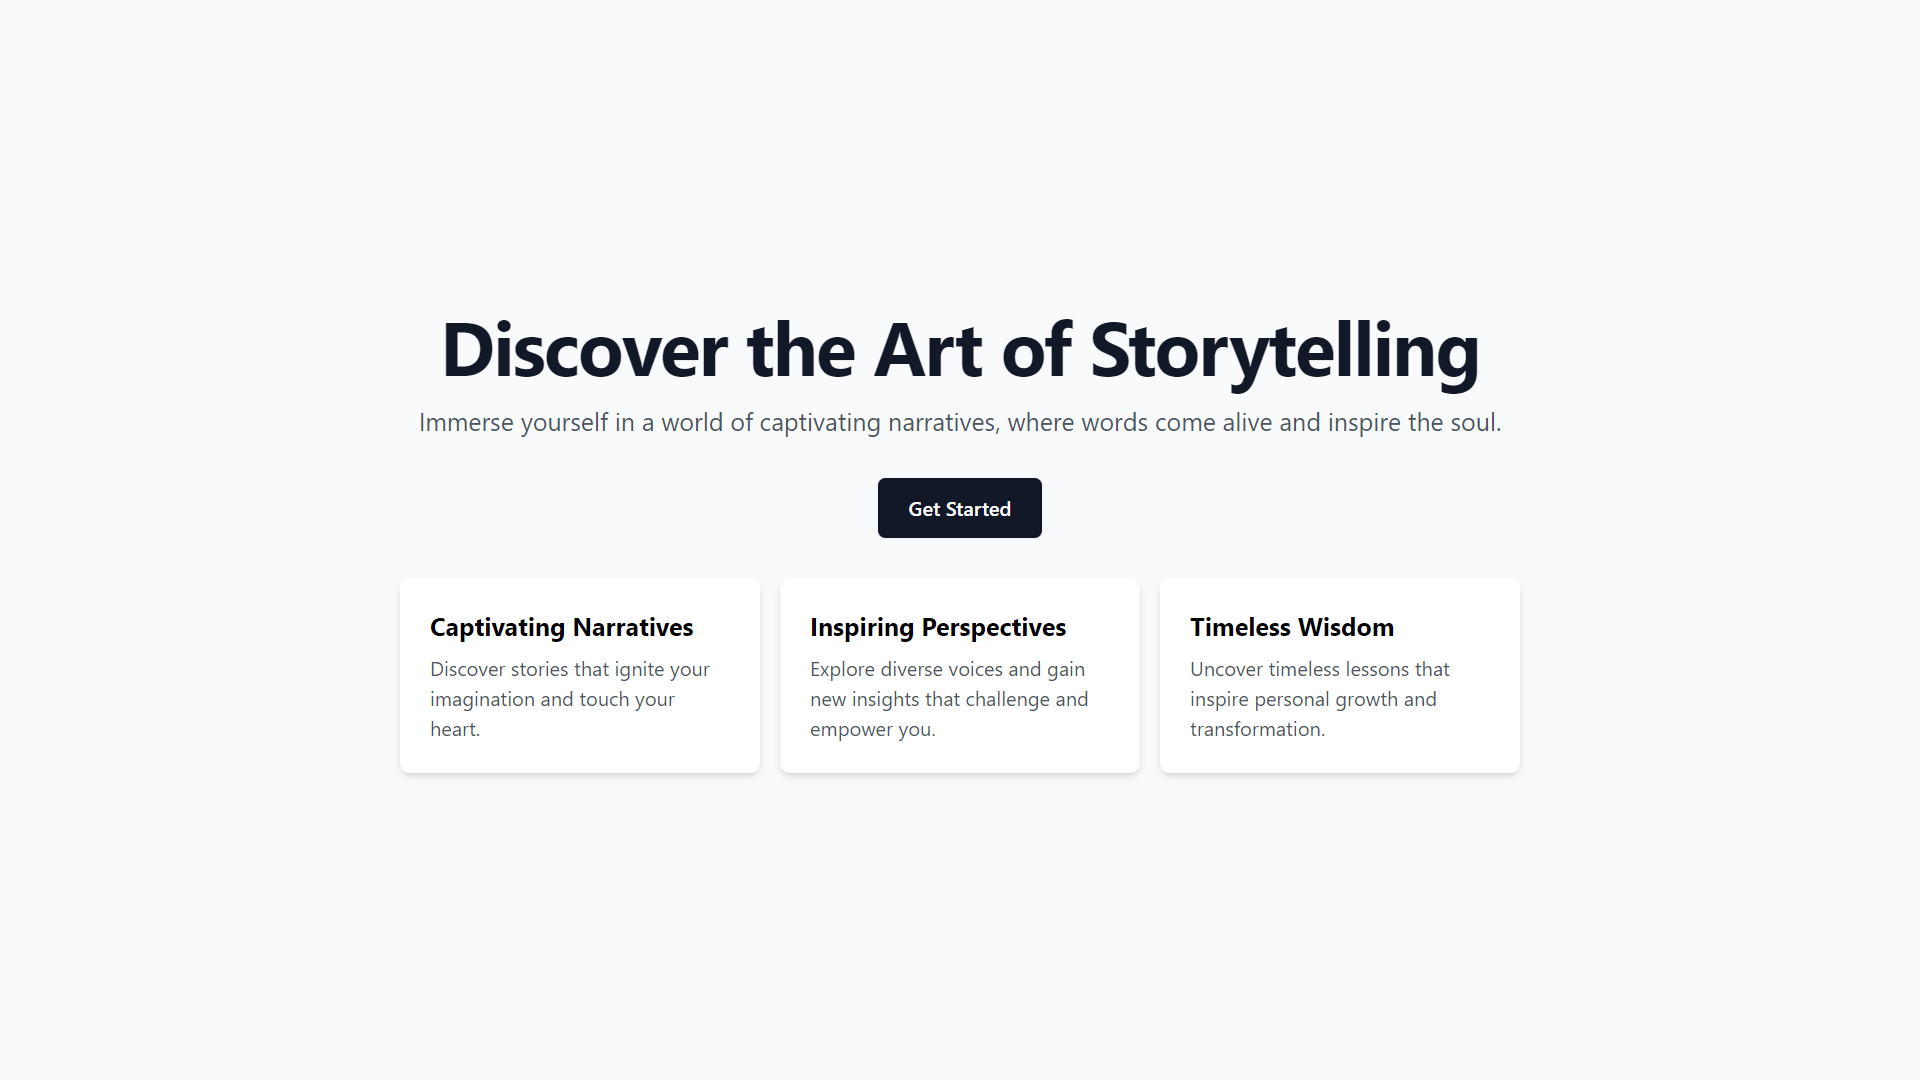 Discover the Art of Storytelling
Immerse yourself in a world of captivating narratives, where words come alive and inspire the soul.
Get Started
Captivating Narratives
Discover stories that ignite your
imagination and touch your
heart.
Inspiring Perspectives
Explore diverse voices and gain
new insights that challenge and
empower you.
Timeless Wisdom
Uncover timeless lessons that
inspire personal growth and
transformation.